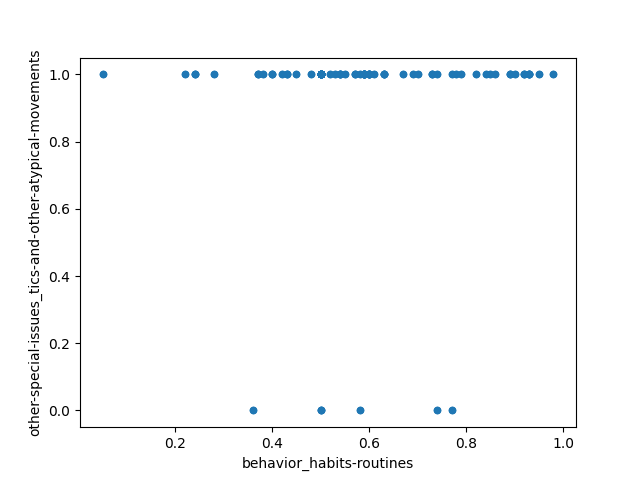 other-special-issues_tics-and-other-atypical-movements
1.0
0.8
0.6
0.4
0.2
0.0
0.2 0.4 0.6 0.8 1.0
behavior_habits-routines